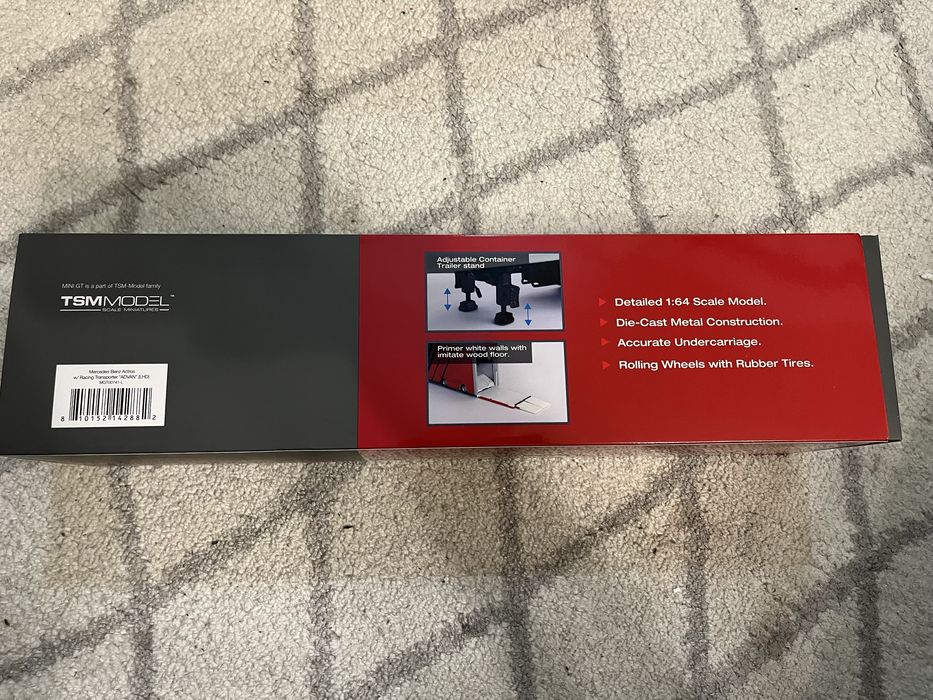 MINI GT is a part of TSM-Model family
TSMMODEL™
SCALE MINIATURES
Mercedes-Benz Actros
w/ Racing Transporter "ADVAN" (LHD)
MGT00741-L
8 10152 14288 2
Adjustable Container
Trailer stand
Primer white walls with
imitate wood floor.
Detailed 1:64 Scale Model.
Die-Cast Metal Construction.
Accurate Undercarriage.
Rolling Wheels with Rubber Tires.